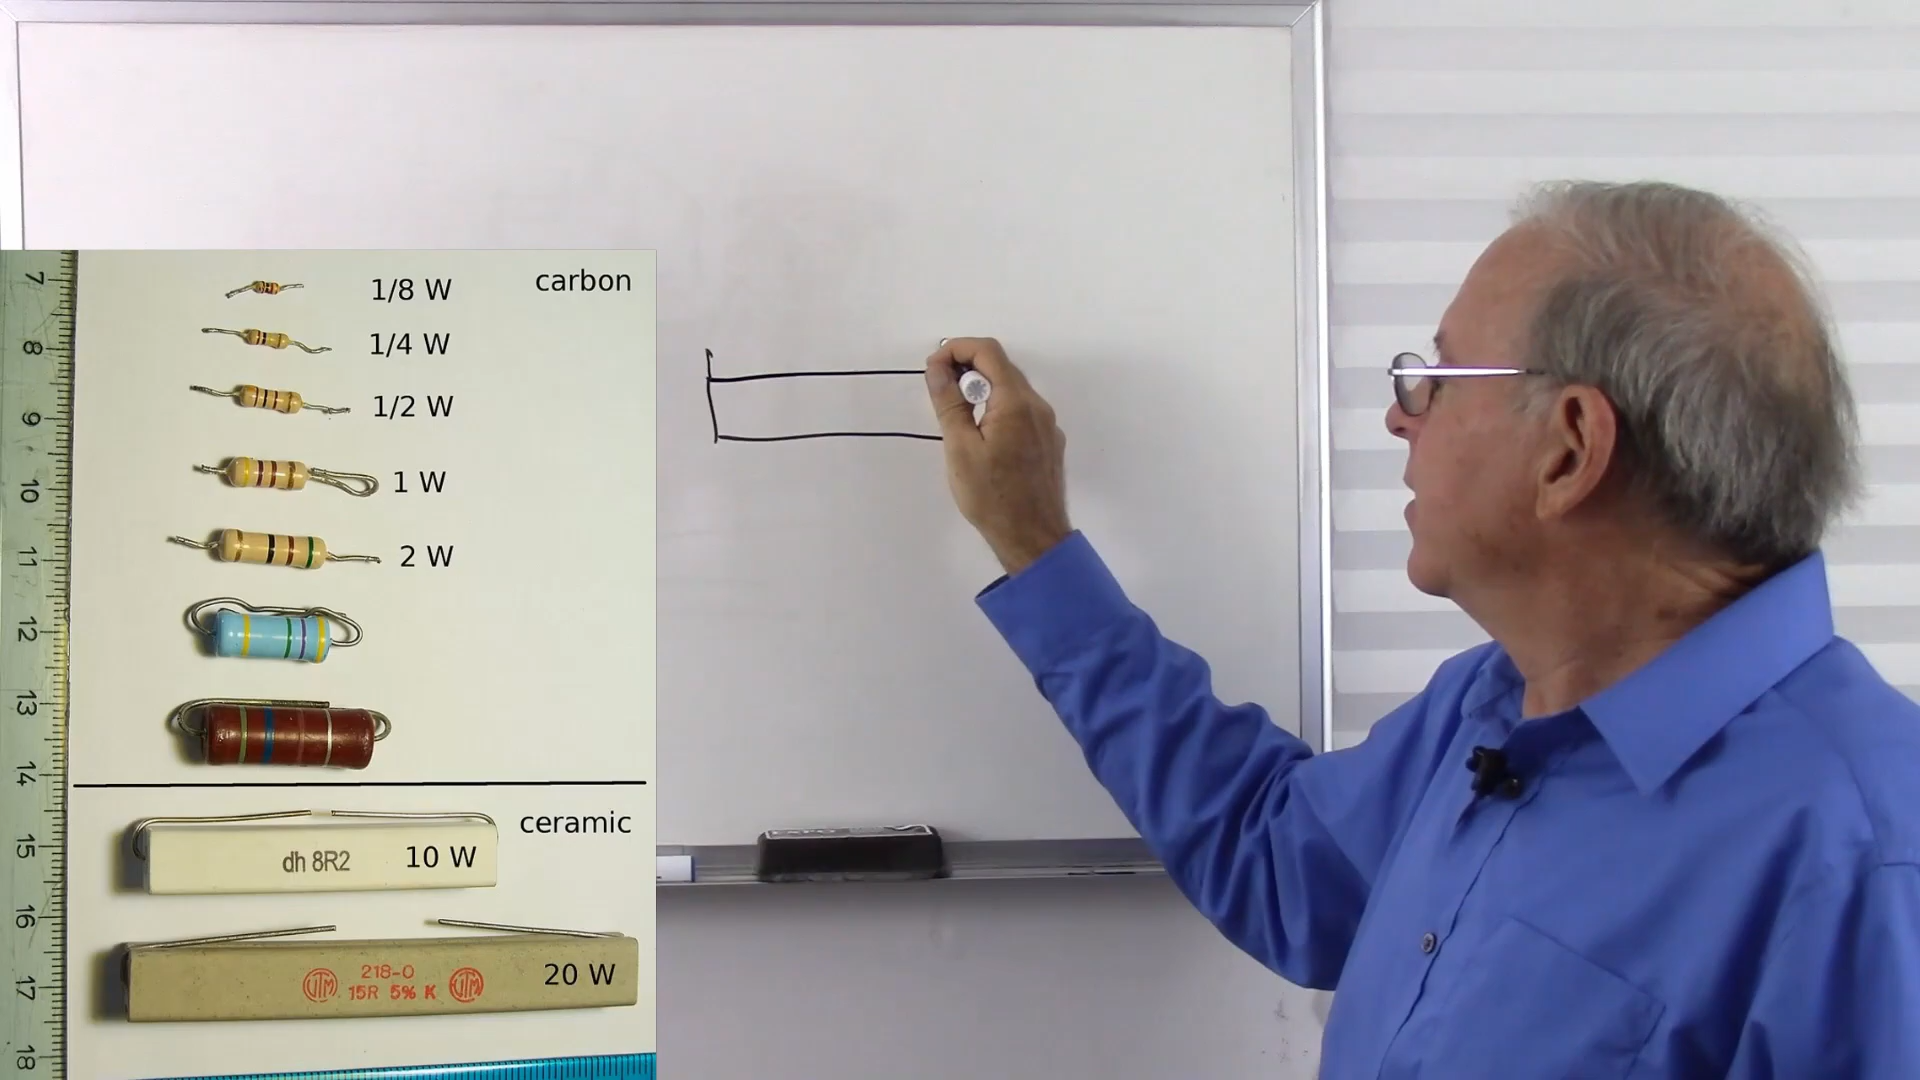 7
8
9
10
11
12
13
14
15
16
17
18
carbon
1/8 W
1/4 W
1/2 W
1 W
2 W
ceramic
dh 8R2
10 W
218-0
15R 5% K
20 W
EXPO